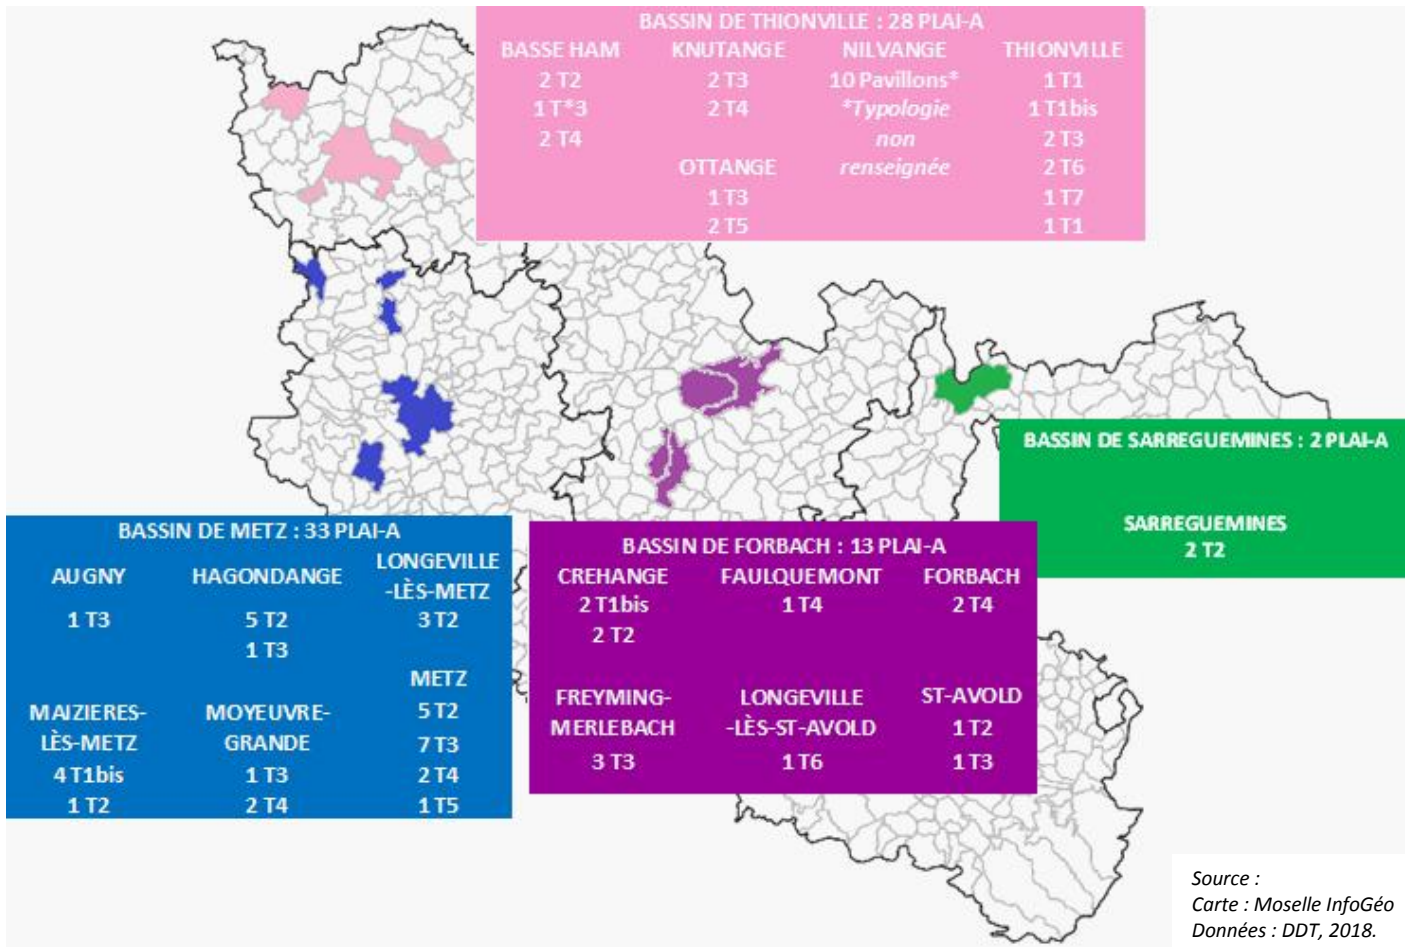 BASSIN DE THIONVILLE : 28 PLAI-A
BASSE HAM KNUTANGE NILVANGE THIONVILLE
2 T2 2 T3 10 Pavillons* 1 T1
1 T*3 2 T4 *Typologie 1 T1bis
2 T4 non 2 T3
OTTANGE renseignée 2 T6
1 T3 1 T7
2 T5 1 T1
BASSIN DE SARREGUEMINES : 2 PLAI-A
SARREGUEMINES
2 T2
BASSIN DE METZ : 33 PLAI-A
AUGNY HAGONDANGE LONGEVILLE
-LÈS-METZ
1 T3 5 T2 3 T2
1 T3
METZ
MAIZIERES- MOYEUVRE- 5 T2
LÈS-METZ GRANDE 7 T3
4 T1bis 1 T3 2 T4
1 T2 2 T4 1 T5
BASSIN DE FORBACH : 13 PLAI-A
CREHANGE FAULQUEMONT FORBACH
2 T1bis 1 T4 2 T4
2 T2
FREYMING- LONGEVILLE ST-AVOLD
MERLEBACH -LÈS-ST-AVOLD 1 T2
3 T3 1 T6 1 T3
Source :
Carte : Moselle InfoGéo
Données : DDT, 2018.